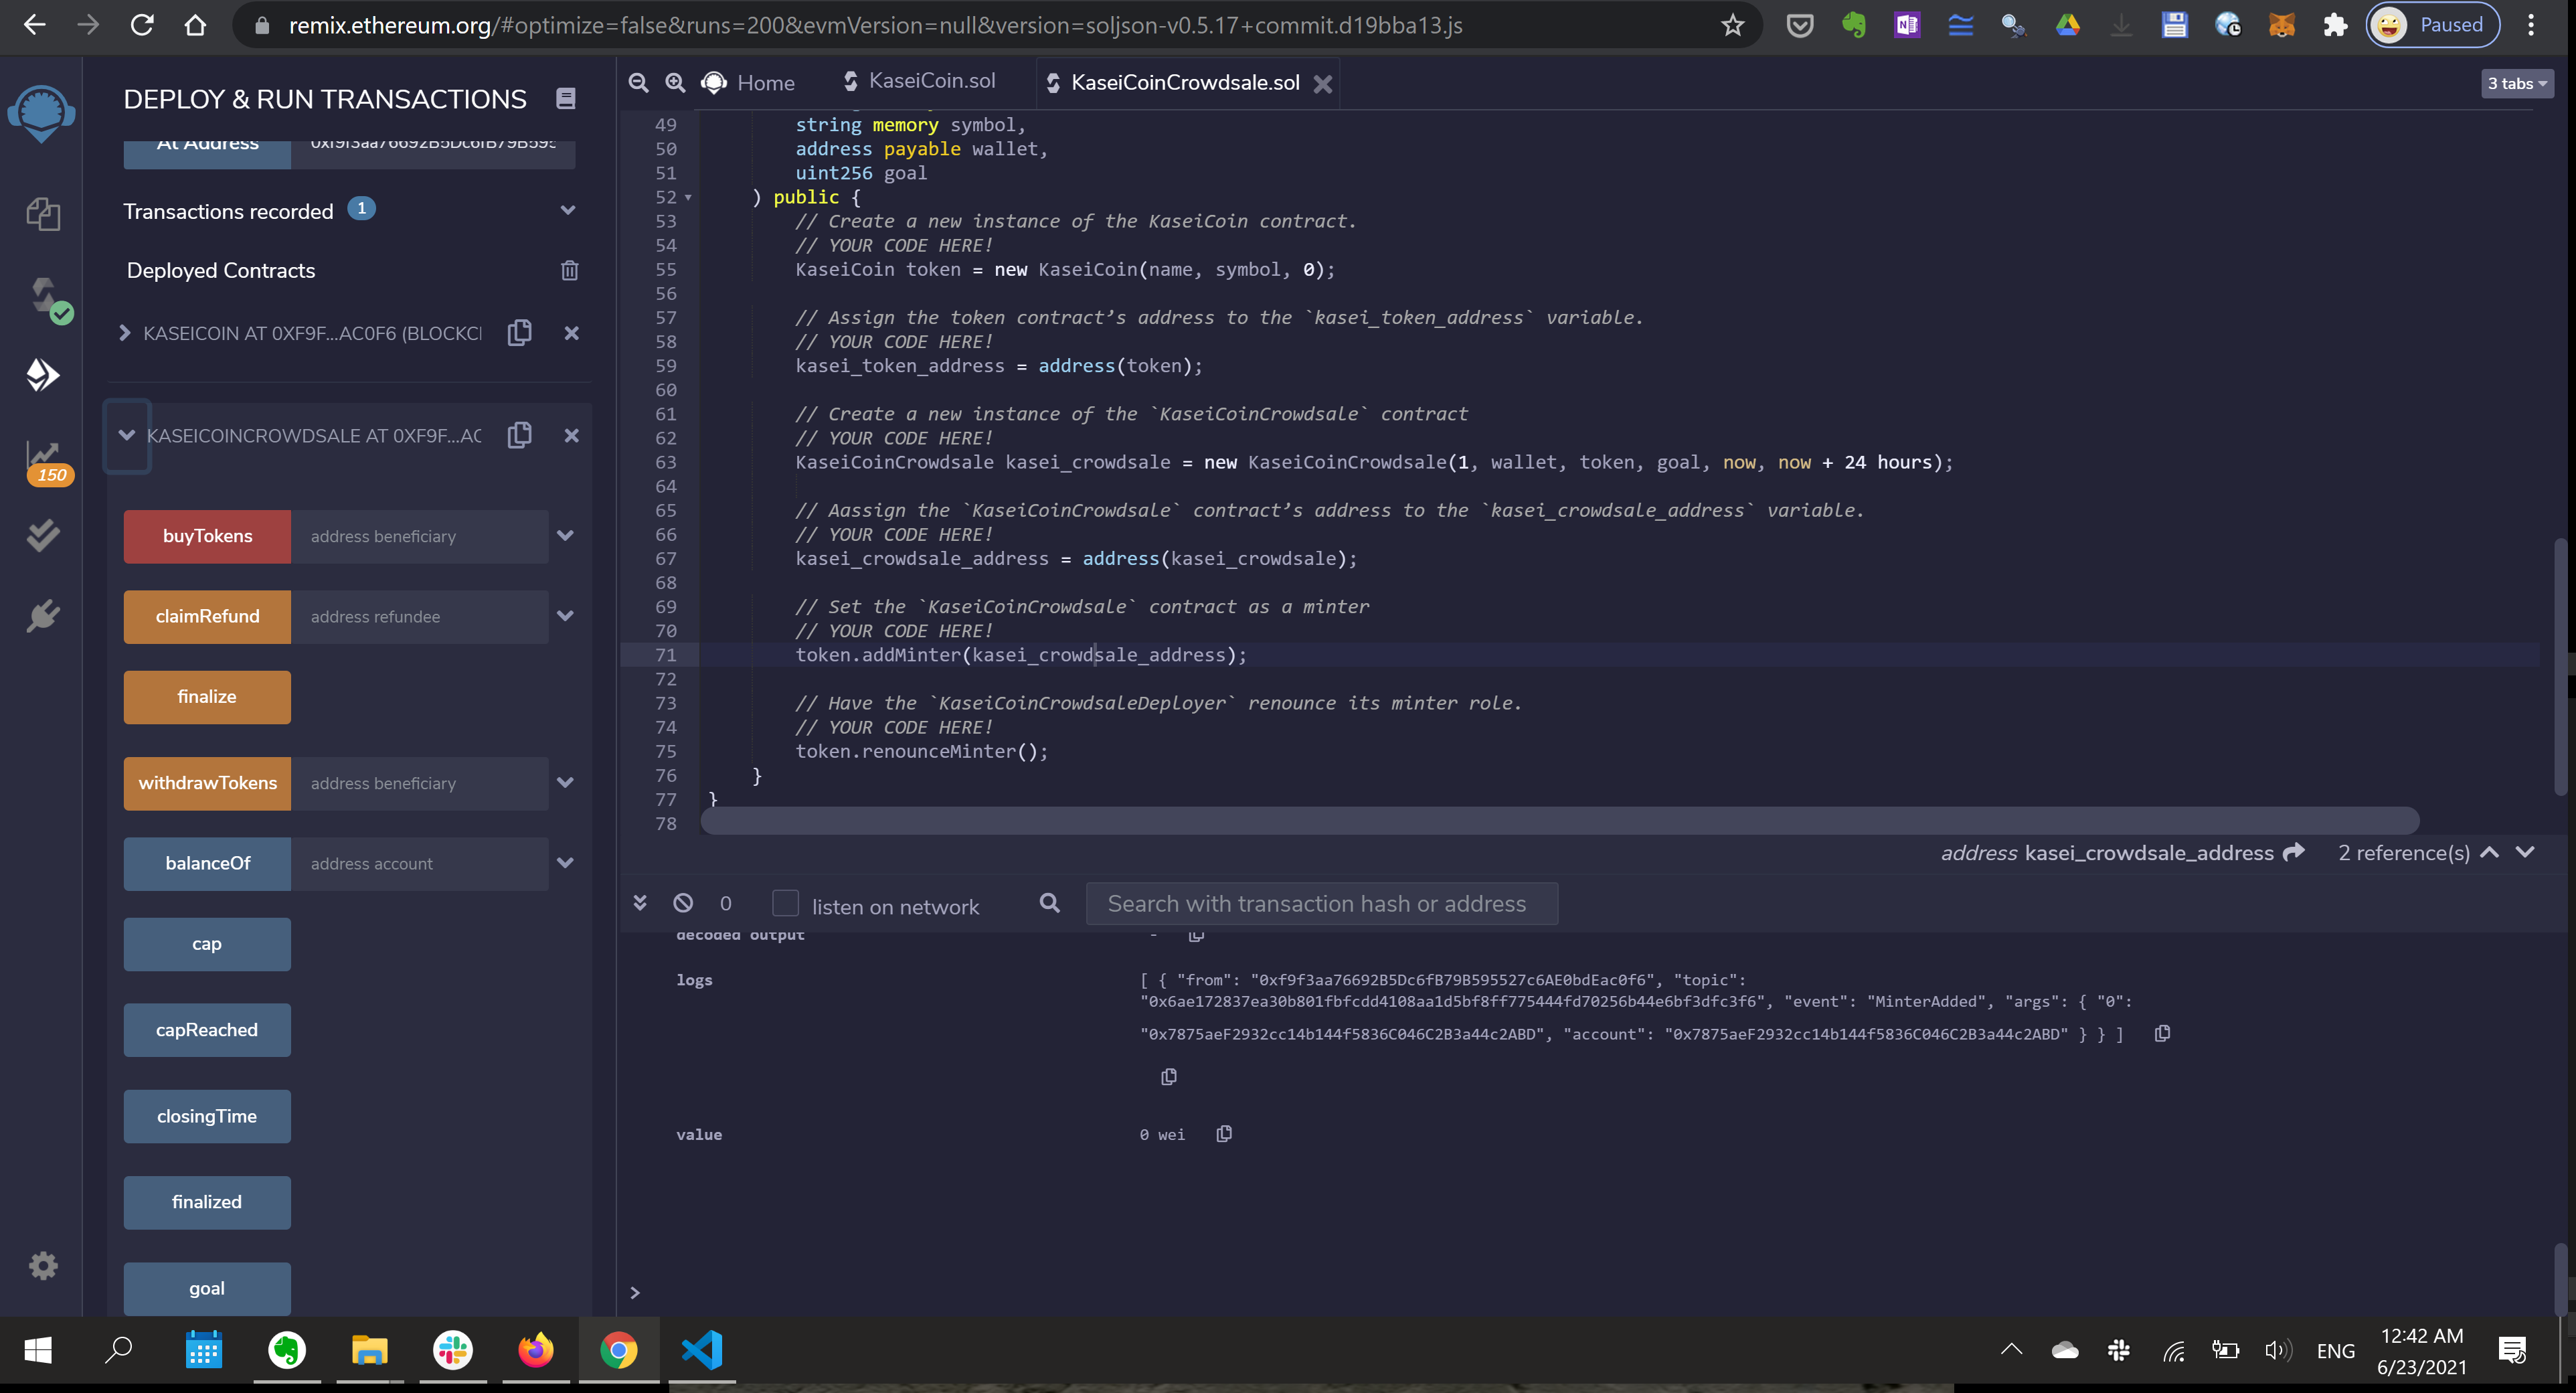 remix.ethereum.org/#optimize=false&runs=200&evmVersion=null&version=soljson-v0.5.17+commit.d19bba13.js
Paused
DEPLOY & RUN TRANSACTIONS
At Address 0xf9f3aa76692B5Dc6fB79B595
Transactions recorded 1
Deployed Contracts
KASEICOIN AT 0XF9F...AC0F6 (BLOCKCH
KASEICOINCROWDSALE AT 0XF9F...AC
150
buyTokens address beneficiary
claimRefund address refundee
finalize
withdrawTokens address beneficiary
balanceOf address account
cap
capReached
closingTime
finalized
goal
Home KaseiCoin.sol KaseiCoinCrowdsale.sol
3 tabs
49 string memory symbol,
50 address payable wallet,
51 uint256 goal
52 ) public {
53 // Create a new instance of the KaseiCoin contract.
54 // YOUR CODE HERE!
55 KaseiCoin token = new KaseiCoin(name, symbol, 0);
56
57 // Assign the token contract’s address to the `kasei_token_address` variable.
58 // YOUR CODE HERE!
59 kasei_token_address = address(token);
60
61 // Create a new instance of the `KaseiCoinCrowdsale` contract
62 // YOUR CODE HERE!
63 KaseiCoinCrowdsale kasei_crowdsale = new KaseiCoinCrowdsale(1, wallet, token, goal, now, now + 24 hours);
64
65 // Aassign the `KaseiCoinCrowdsale` contract’s address to the `kasei_crowdsale_address` variable.
66 // YOUR CODE HERE!
67 kasei_crowdsale_address = address(kasei_crowdsale);
68
69 // Set the `KaseiCoinCrowdsale` contract as a minter
70 // YOUR CODE HERE!
71 token.addMinter(kasei_crowdsale_address);
72
73 // Have the `KaseiCoinCrowdsaleDeployer` renounce its minter role.
74 // YOUR CODE HERE!
75 token.renounceMinter();
76 }
77 }
78
address kasei_crowdsale_address 2 reference(s)
0 listen on network Search with transaction hash or address
decoded output -
logs [ { "from": "0xf9f3aa76692B5Dc6fB79B595527c6AE0bdEac0f6", "topic":
"0x6ae172837ea30b801fbfcdd4108aa1d5bf8ff775444fd70256b44e6bf3dfc3f6", "event": "MinterAdded", "args": { "0":
"0x7875aeF2932cc14b144f5836C046C2B3a44c2ABD", "account": "0x7875aeF2932cc14b144f5836C046C2B3a44c2ABD" } } ]
value 0 wei
>
ENG
12:42 AM
6/23/2021